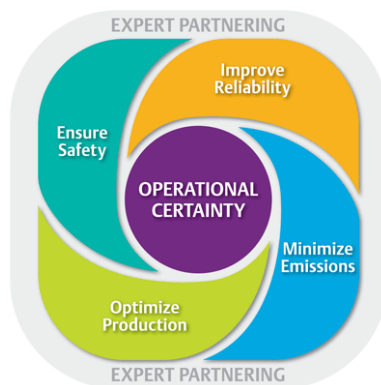 EXPERT PARTNERING
Improve
Reliability
Ensure
Safety
OPERATIONAL
CERTAINTY
Minimize
Emissions
Optimize
Production
EXPERT PARTNERING